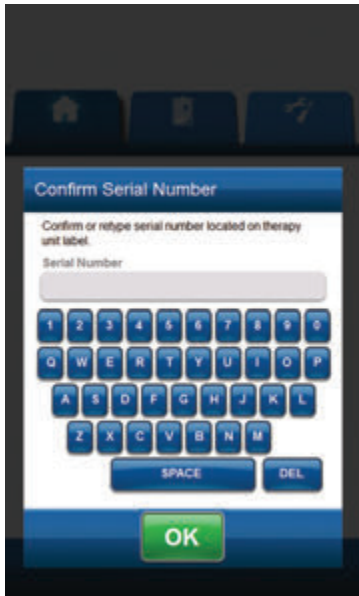 Confirm Serial Number
Confirm or retype serial number located on therapy
unit label.
Serial Number
1 2 3 4 5 6 7 8 9 0
Q W E R T Y U I O P
A S D F G H J K L
Z X C V B N M
SPACE DEL
OK